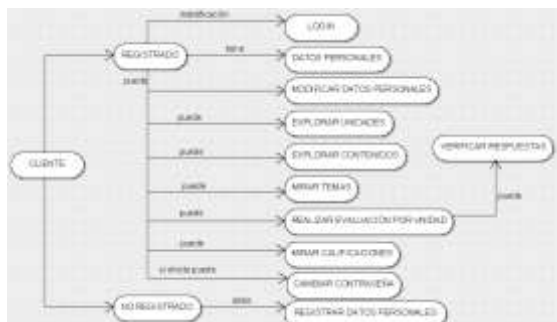 identificación
LOGIN
REGISTRADO
tiene
DATOS PERSONALES
puede
MODIFICAR DATOS PERSONALES
puede
EXPLORAR UNIDADES
CLIENTE
puede
EXPLORAR CONTENIDOS
VERIFICAR RESPUESTAS
puede
MIRAR TEMAS
puede
REALIZAR EVALUACIÓN POR UNIDAD
puede
puede
MIRAR CALIFICACIONES
puede
CAMBIAR CONTRASEÑA
NO REGISTRADO
debe
REGISTRAR DATOS PERSONALES